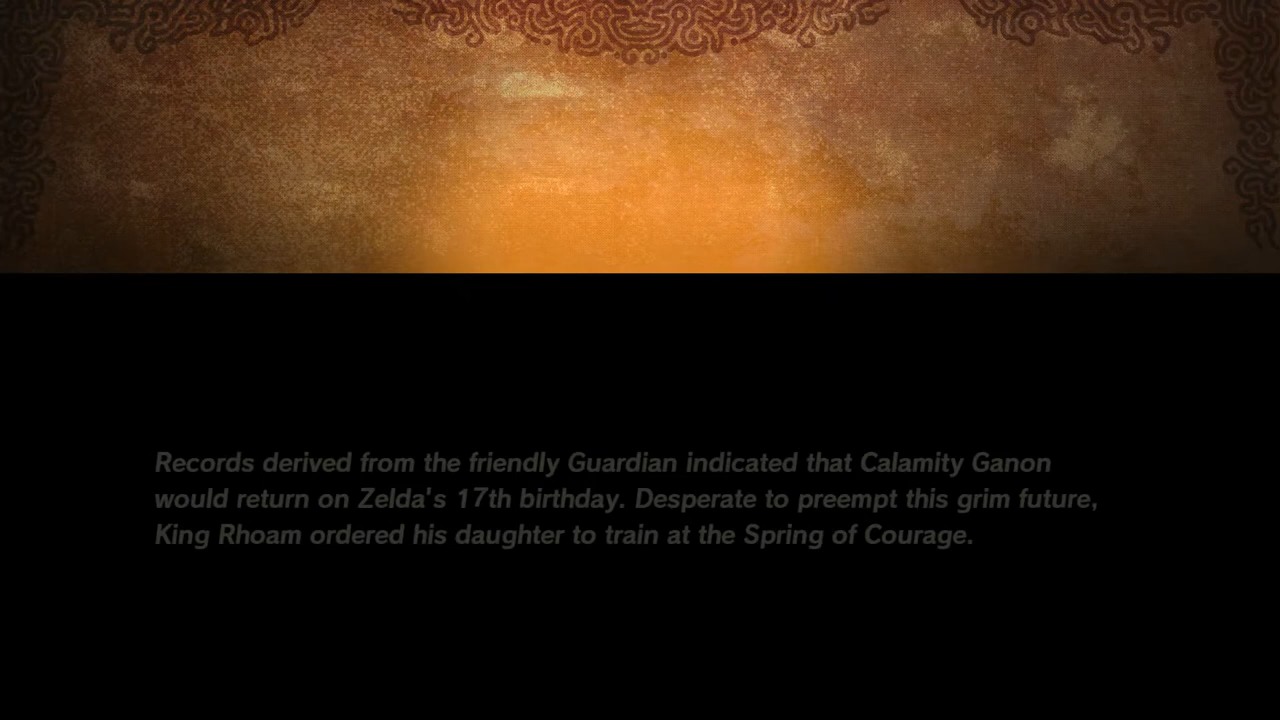 Records derived from the friendly Guardian indicated that Calamity Ganon
would return on Zelda's 17th birthday. Desperate to preempt this grim future,
King Rhoam ordered his daughter to train at the Spring of Courage.